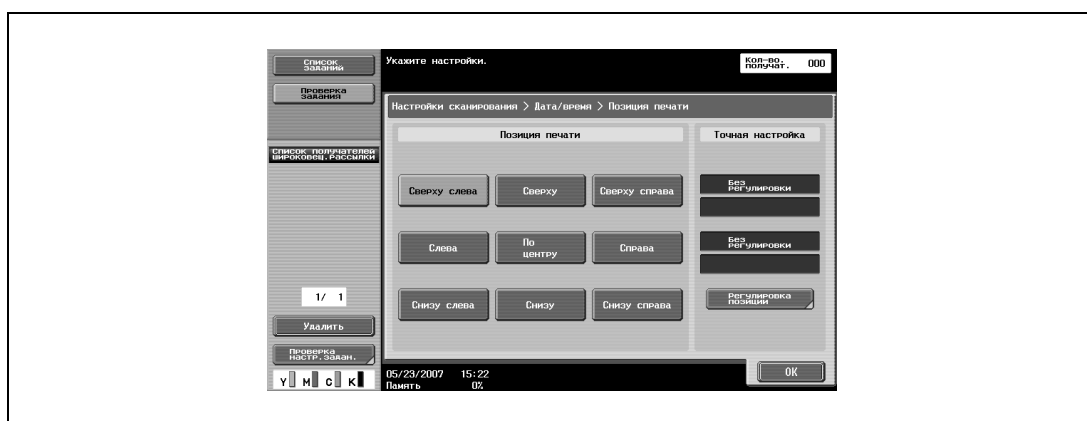 Список
заданий
Укажите настройки.
Кол-во.
получат. 000
Проверка
задания
Настройки сканирования > Дата/время > Позиция печати
Позиция печати
Точная настройка
Список получателей
широковещ.рассылки
Сверху слева
Сверху
Сверху справа
Без
регулировки
Слева
По
центру
Справа
Без
регулировки
1/ 1
Снизу слева
Снизу
Снизу справа
Регулировка
позиции
Удалить
Проверка
настр.задан.
05/23/2007 15:22
Память 0%
OK
Y M C K